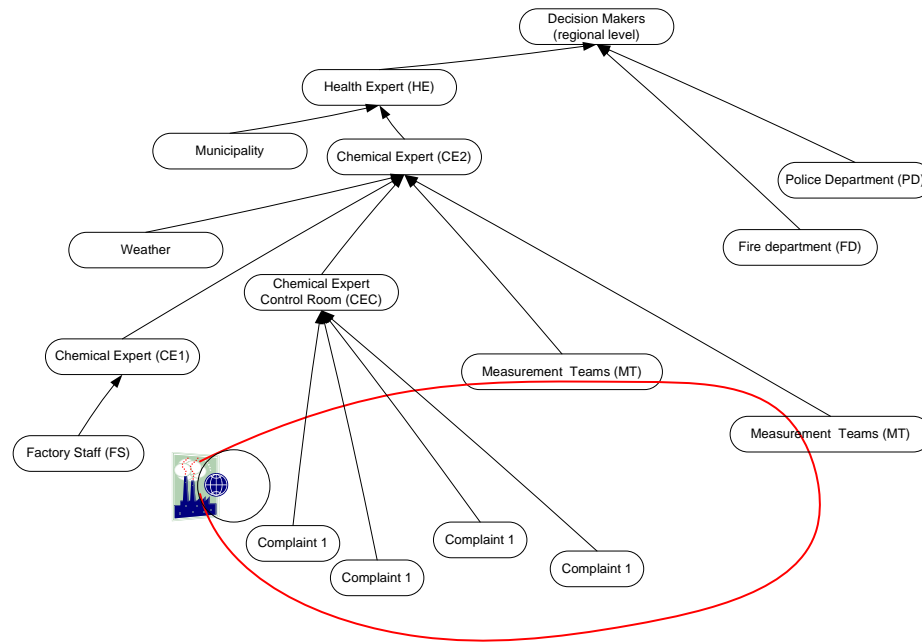 Decision Makers
(regional level)
Health Expert (HE)
Municipality
Chemical Expert (CE2)
Police Department (PD)
Weather
Fire department (FD)
Chemical Expert
Control Room (CEC)
Chemical Expert (CE1)
Measurement Teams (MT)
Measurement Teams (MT)
Factory Staff (FS)
Complaint 1
Complaint 1
Complaint 1
Complaint 1